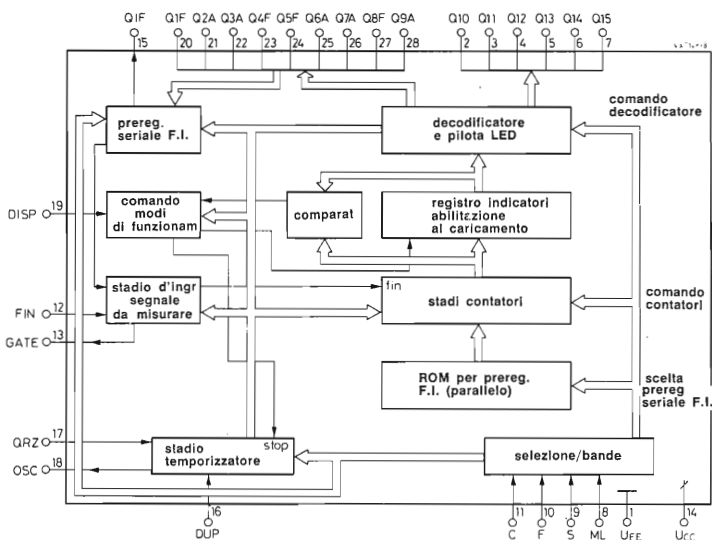 Q1F Q1F Q2A Q3A Q4F Q5F Q6A Q7A Q8F Q9A Q10 Q11 Q12 Q13 Q14 Q15
15 20 21 22 23 24 25 26 27 28 2 3 4 5 6 7
comando
decodificatore
prereg.
seriale F.I.
decodificatore
e pilota LED
DISP 19
comando
modi
di funzionam
comparat
registro indicatori
abilitazione
al caricamento
FIN 12
GATE 13
stadio d'ingr
segnale
da misurare
fin
stadi contatori
comando
contatori
ROM per prereg.
F.I. (parallelo)
scelta
prereg
seriale F.I.
QRZ 17
OSC 18
stop
stadio
temporizzatore
selezione/bande
16 11 10 9 8 1 14
DUP C F S ML UEE UCC